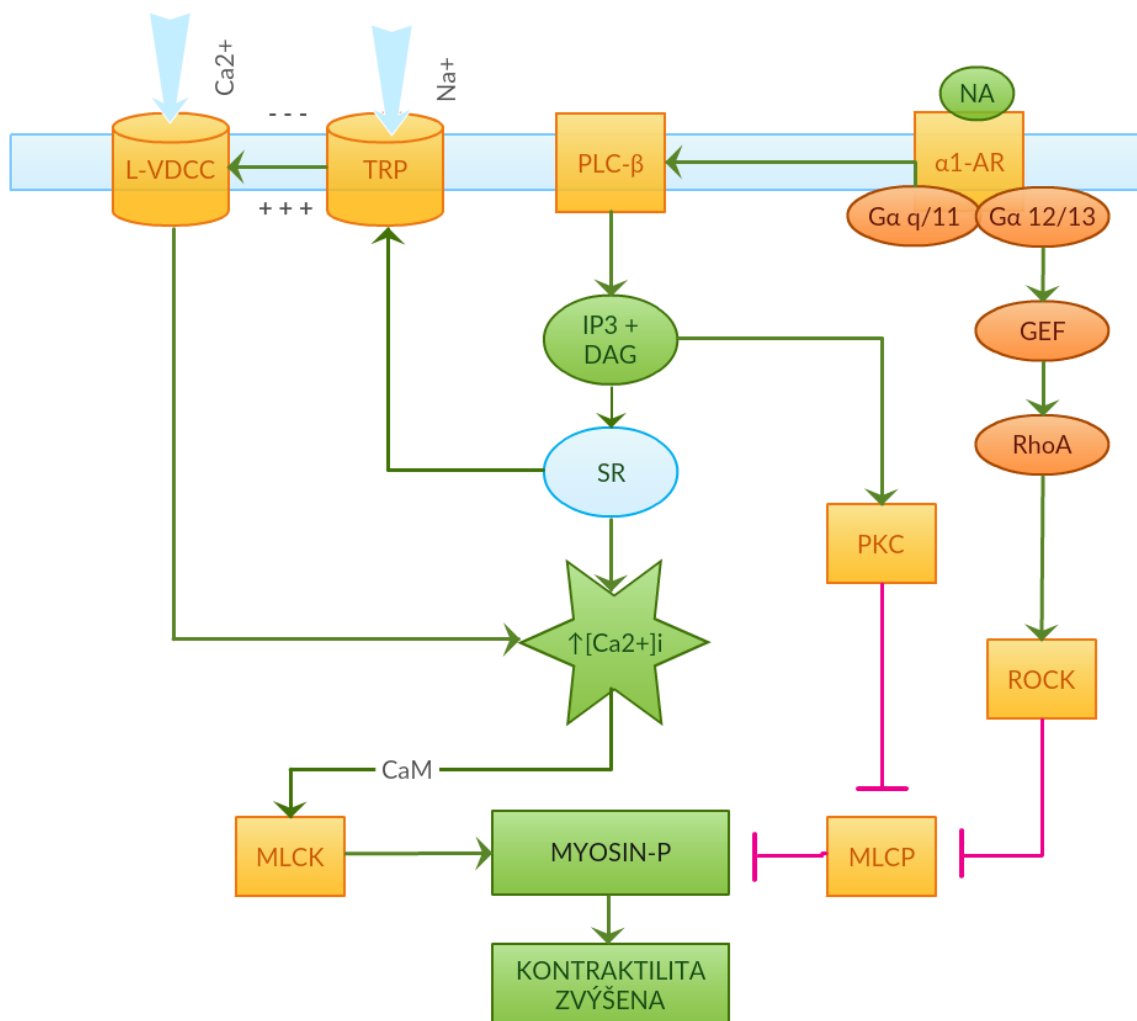 Ca2+
Na+
NA
- - -
L-VDCC
TRP
PLC-β
α1-AR
+ + +
Gα q/11
Gα 12/13
IP3 +
DAG
GEF
RhoA
SR
PKC
↑[Ca2+]i
ROCK
CaM
MLCK
MYOSIN-P
MLCP
KONTRAKTILITA
ZVÝŠENA